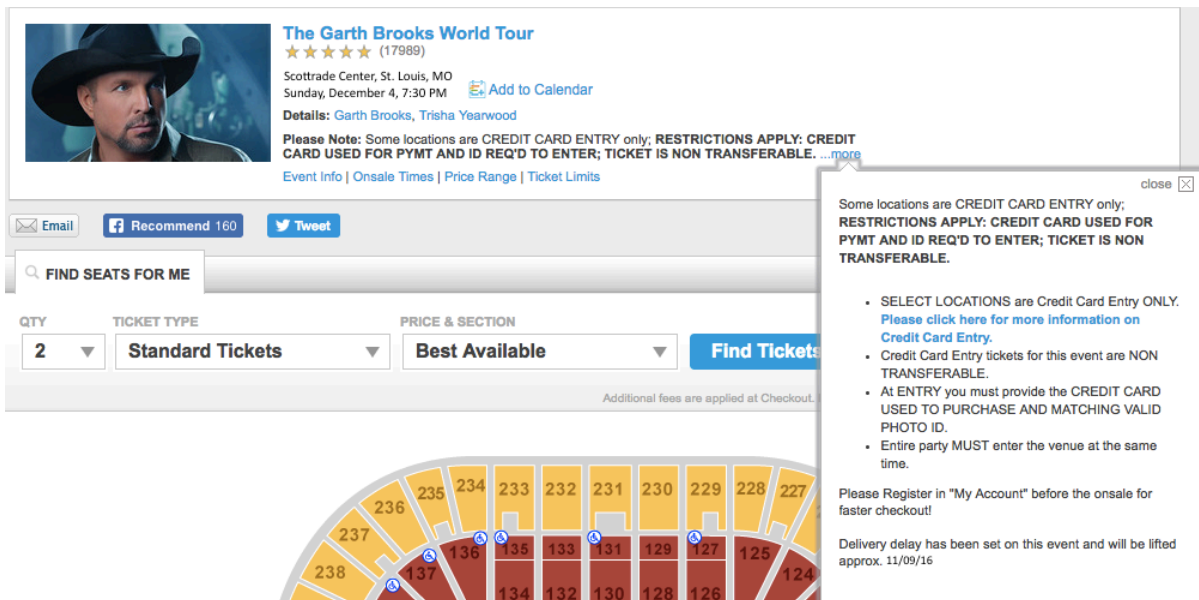 The Garth Brooks World Tour
(17989)
Scottrade Center, St. Louis, MO
Sunday, December 4, 7:30 PM
Add to Calendar
Details: Garth Brooks, Trisha Yearwood
Please Note: Some locations are CREDIT CARD ENTRY only; RESTRICTIONS APPLY: CREDIT
CARD USED FOR PYMT AND ID REQ'D TO ENTER; TICKET IS NON TRANSFERABLE. ...more
Event Info | Onsale Times | Price Range | Ticket Limits
close
Some locations are CREDIT CARD ENTRY only;
RESTRICTIONS APPLY: CREDIT CARD USED FOR
PYMT AND ID REQ'D TO ENTER; TICKET IS NON
TRANSFERABLE.
• SELECT LOCATIONS are Credit Card Entry ONLY.
Please click here for more information on
Credit Card Entry.
• Credit Card Entry tickets for this event are NON
TRANSFERABLE.
• At ENTRY you must provide the CREDIT CARD
USED TO PURCHASE AND MATCHING VALID
PHOTO ID.
• Entire party MUST enter the venue at the same
time.
Please Register in "My Account" before the onsale for
faster checkout!
Delivery delay has been set on this event and will be lifted
approx. 11/09/16
Email
Recommend 160
Tweet
FIND SEATS FOR ME
QTY TICKET TYPE PRICE & SECTION
2 Standard Tickets Best Available Find Tickets
Additional fees are applied at Checkout.
234 233 232 231 230 229 228
235 227
236
237
238
136 135 133 131 129 127 125
137 124
134 132 130 128 126